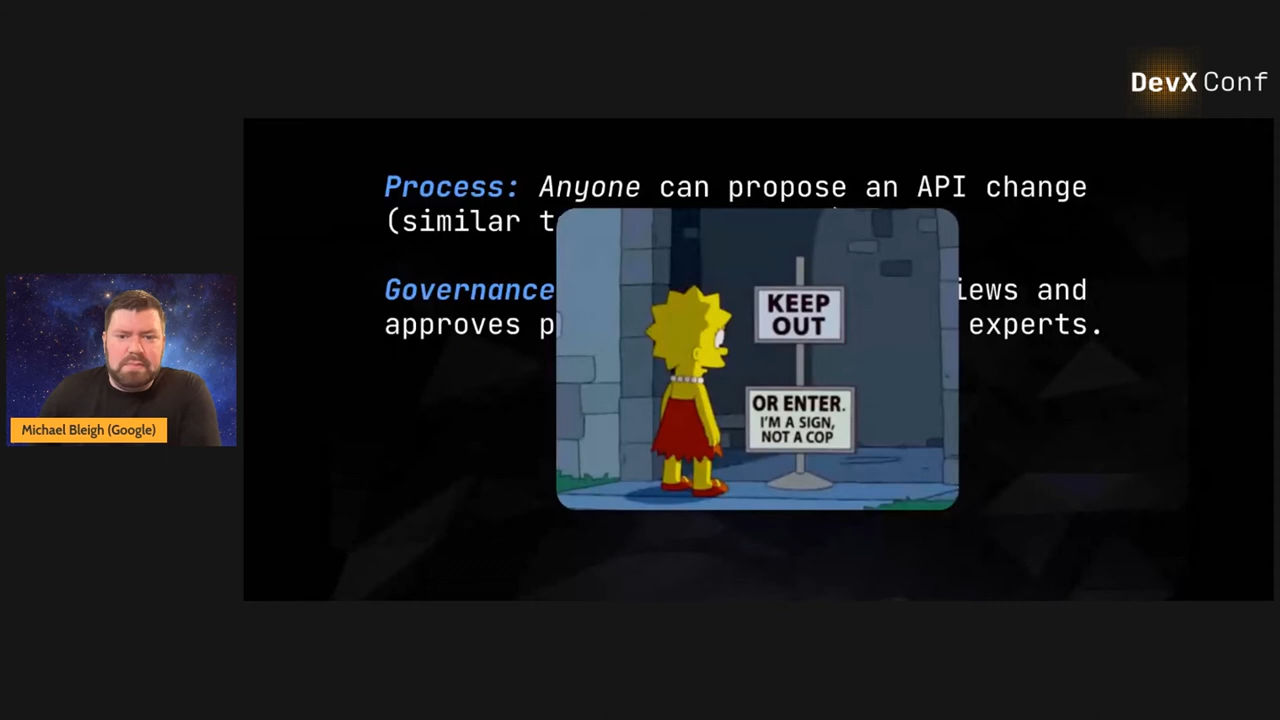 DevX Conf
Process: Anyone can propose an API change
(similar
KEEP
OUT
Governance
and
approves
experts.
OR ENTER.
I'M A SIGN,
NOT A COP
Michael Bleigh (Google)